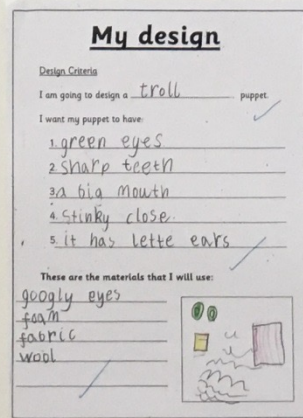 My design
Design Criteria
I am going to design a troll puppet.
I want my puppet to have:
1. green eyes
2. sharp teeth
3. a big mouth
4. Stinky close.
5. it has lette ears
These are the materials that I will use:
googly eyes
foam
fabric
wool